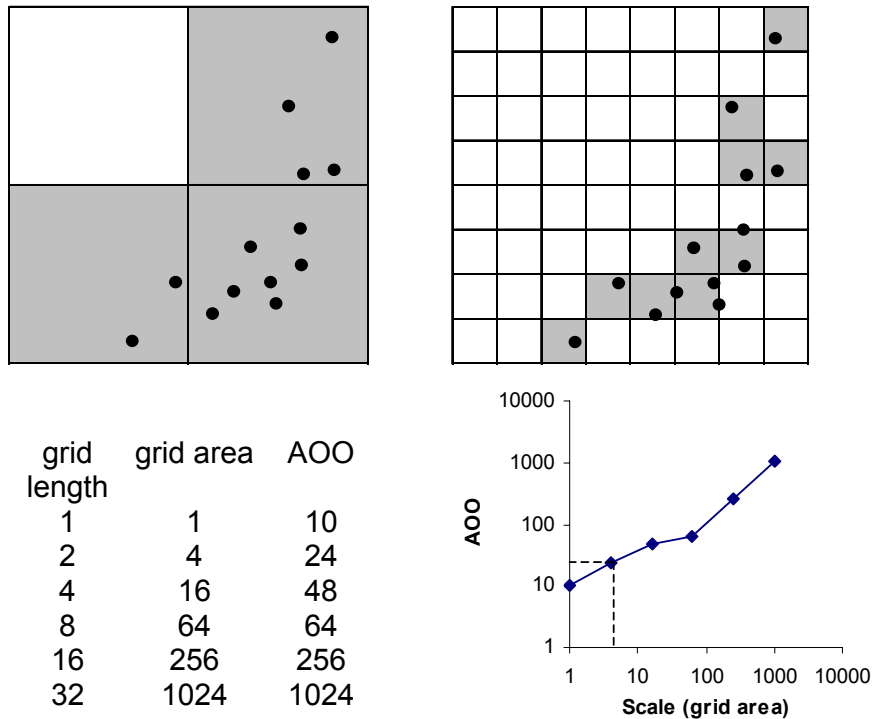 grid grid area AOO
length
1 1 10
2 4 24
4 16 48
8 64 64
16 256 256
32 1024 1024
10000
1000
100
10
1
AOO
1 10 100 1000 10000
Scale (grid area)